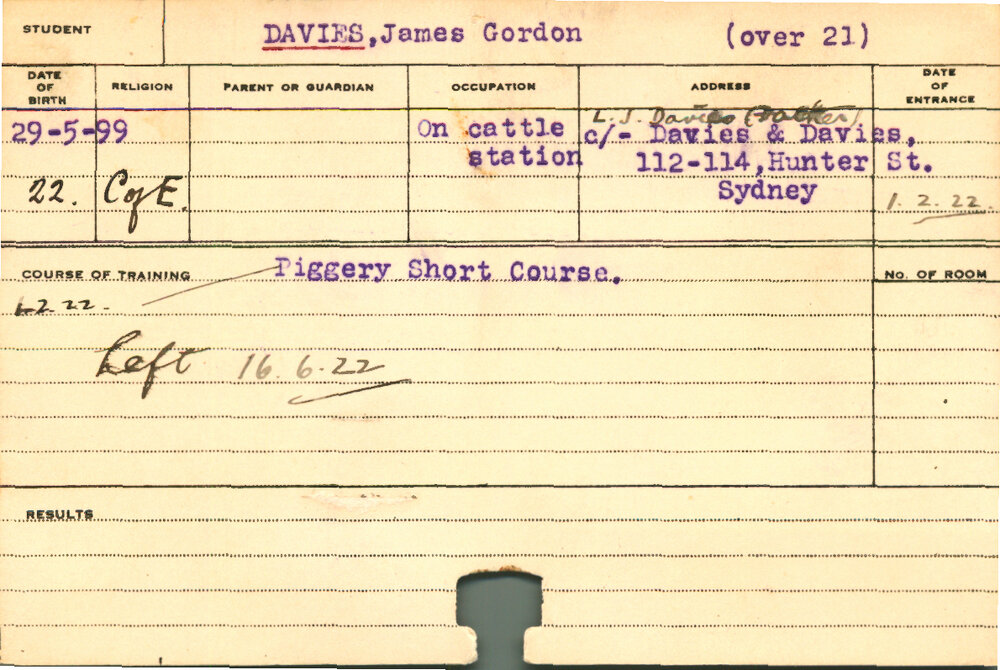 STUDENT DAVIES,James Gordon (over 21)
DATE OF BIRTH RELIGION PARENT OR GUARDIAN OCCUPATION ADDRESS DATE OF ENTRANCE
L. J. Davies (Father)
29-5-99 On cattle c/- Davies & Davies,
station 112-114,Hunter St.
22. C of E. Sydney 1. 2. 22.
COURSE OF TRAINING Piggery Short Course. No. OF ROOM
1.2.22.
Left 16.6.22
RESULTS